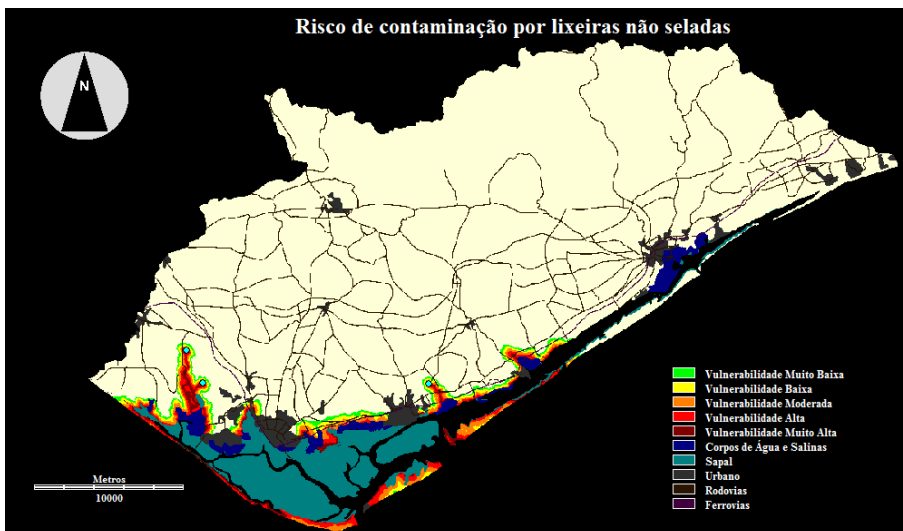 Risco de contaminação por lixeiras não seladas
N
Vulnerabilidade Muito Baixa
Vulnerabilidade Baixa
Vulnerabilidade Moderada
Vulnerabilidade Alta
Vulnerabilidade Muito Alta
Corpos de Água e Salinas
Sapal
Urbano
Rodovias
Ferrovias
Metros
10000